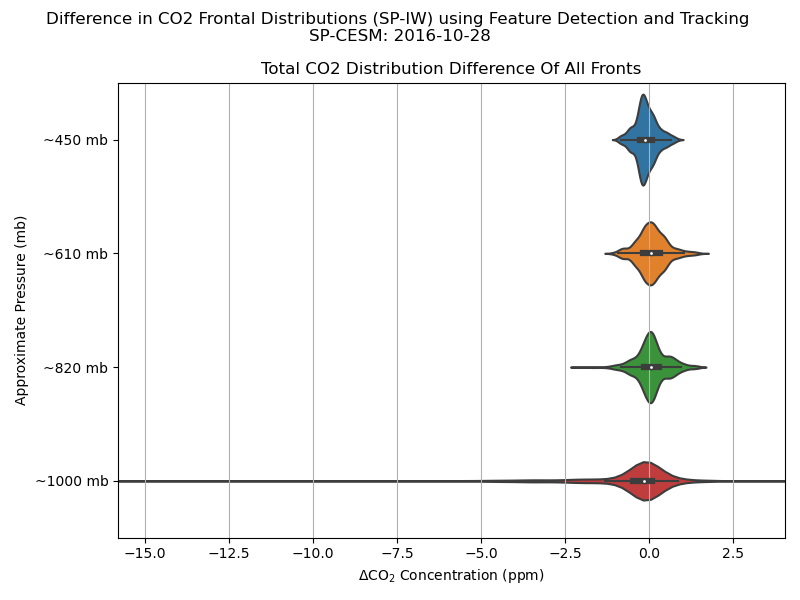 Difference in CO2 Frontal Distributions (SP-IW) using Feature Detection and Tracking
SP-CESM: 2016-10-28
Total CO2 Distribution Difference Of All Fronts
~450 mb
~610 mb
~820 mb
~1000 mb
Approximate Pressure (mb)
−15.0 −12.5 −10.0 −7.5 −5.0 −2.5 0.0 2.5
ΔCO₂ Concentration (ppm)